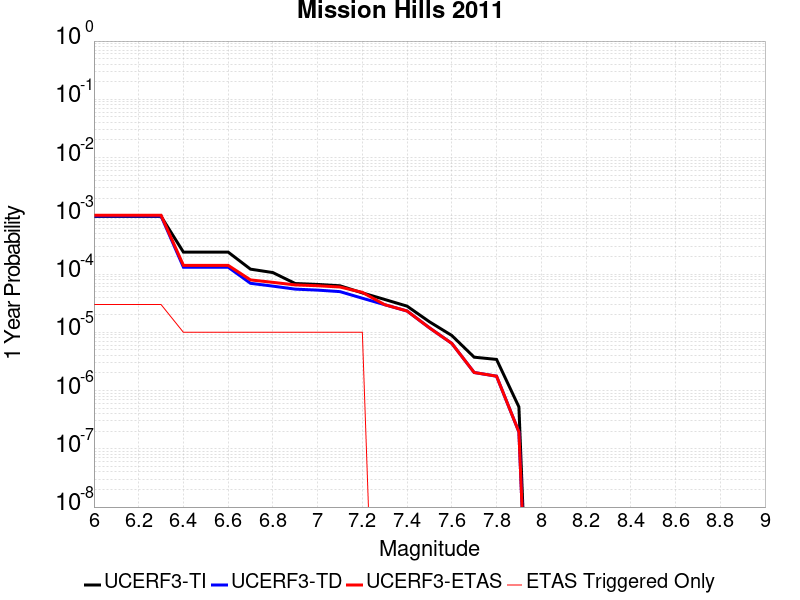 Mission Hills 2011
10^0
10^-1
10^-2
10^-3
10^-4
10^-5
10^-6
10^-7
10^-8
1 Year Probability
6 6.2 6.4 6.6 6.8 7 7.2 7.4 7.6 7.8 8 8.2 8.4 8.6 8.8 9
Magnitude
UCERF3-TI UCERF3-TD UCERF3-ETAS ETAS Triggered Only